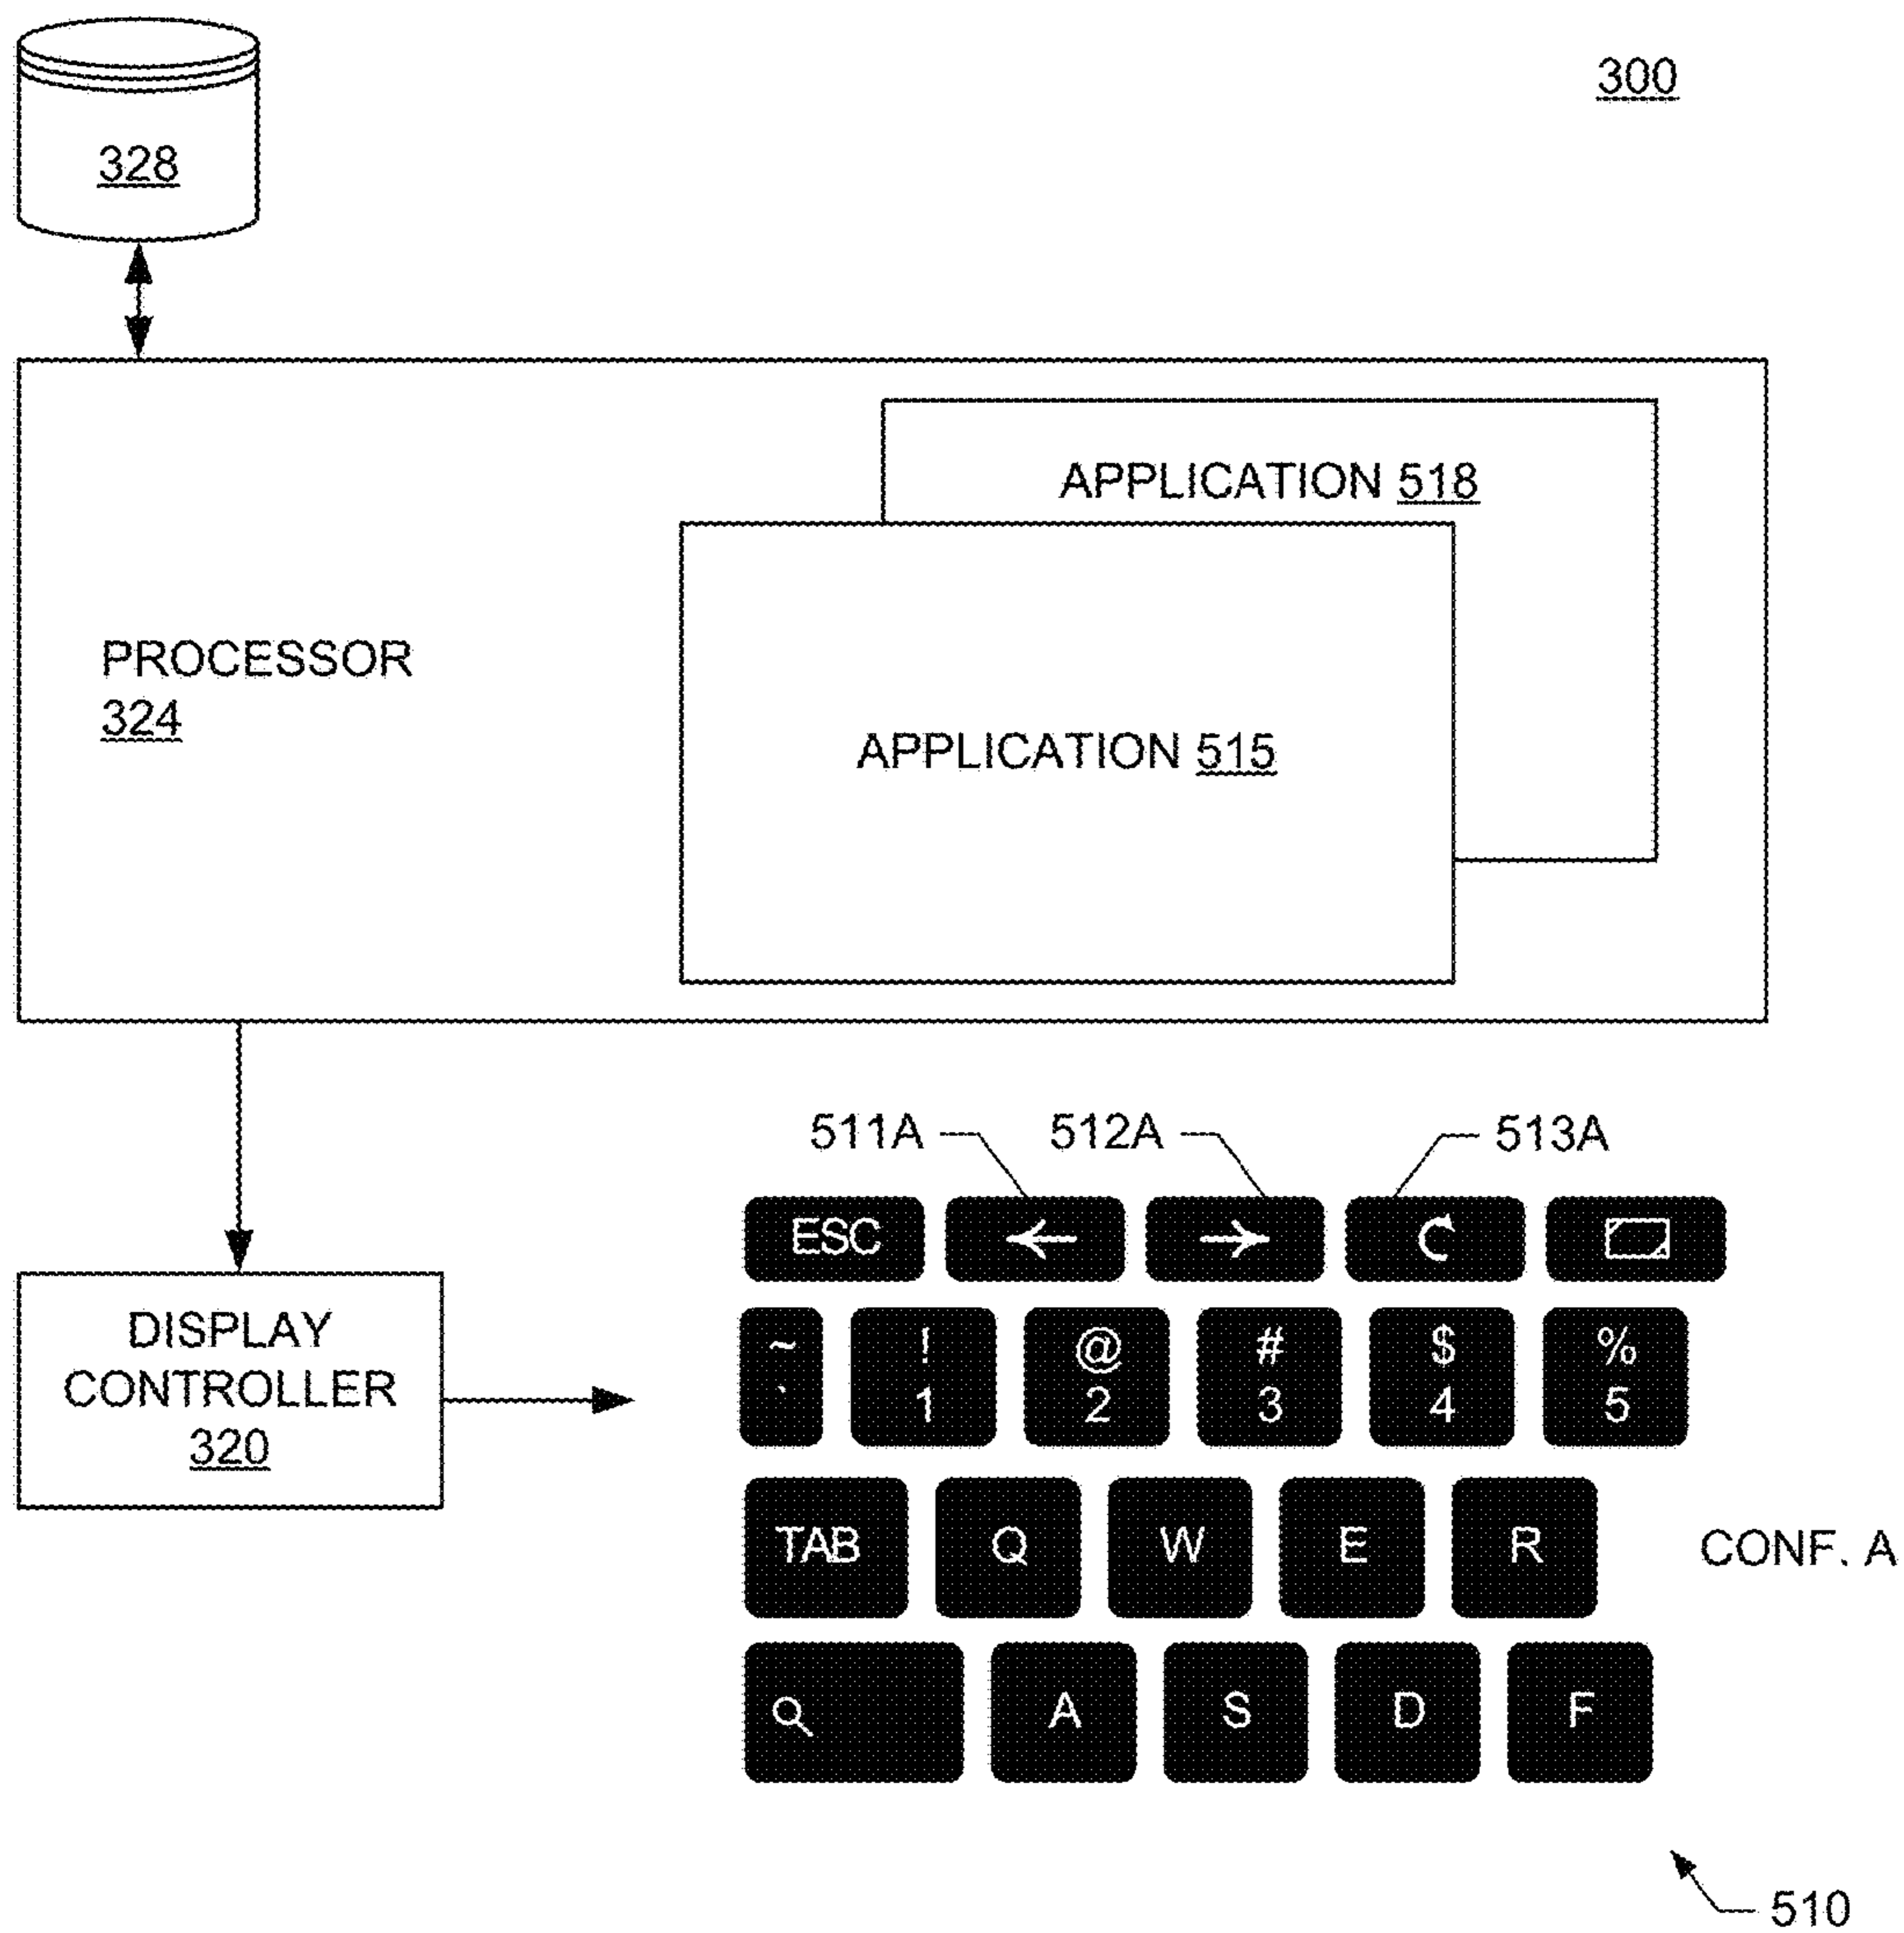 300
328
APPLICATION 518
PROCESSOR
324
APPLICATION 515
511A
512A
513A
ESC ← →
DISPLAY
CONTROLLER
320
~ ! @ # $ %
` 1 2 3 4 5
TAB Q W E R
CONF. A
A S D F
510